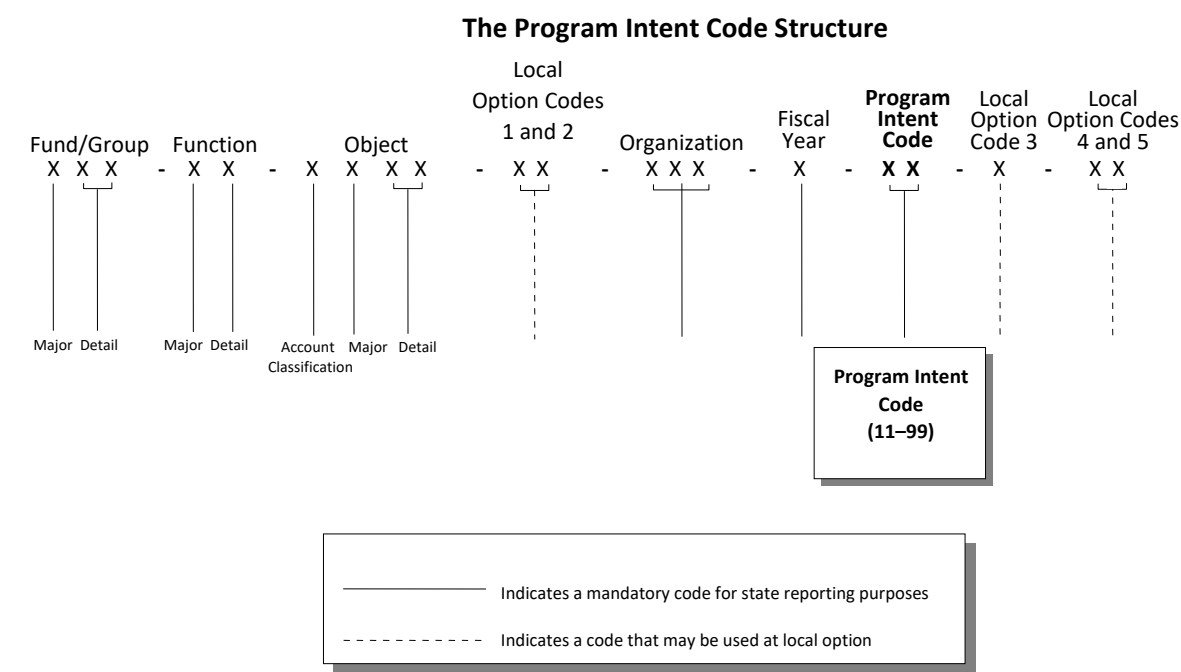 The Program Intent Code Structure
Local
Option Codes
1 and 2
Program
Intent
Code
Local
Option
Code 3
Local
Option Codes
4 and 5
Fund/Group
Function
Object
Organization
Fiscal
Year
X X X - X X - X X X X - X X - X X X - X - X X - X - X X
Major Detail
Major Detail
Account
Classification
Major Detail
Program Intent
Code
(11–99)
Indicates a mandatory code for state reporting purposes
Indicates a code that may be used at local option